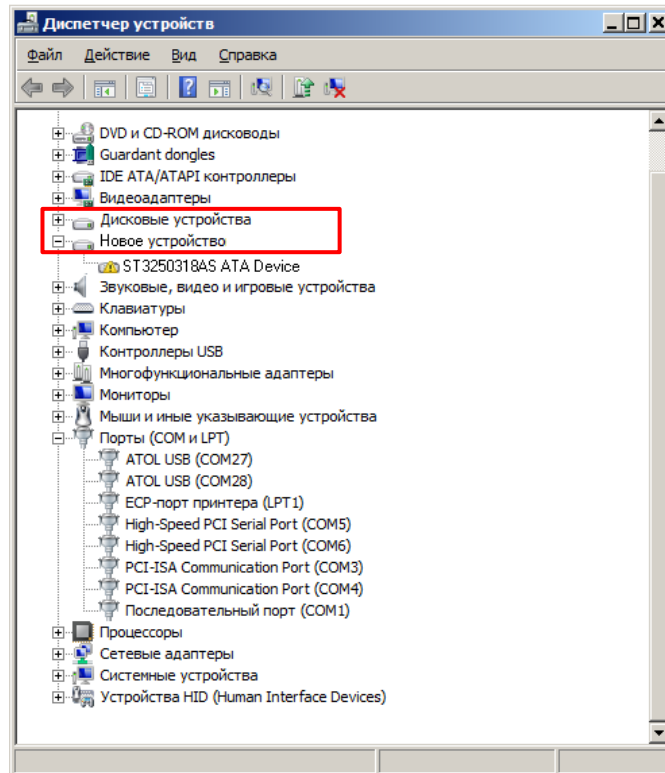 Диспетчер устройств
Файл Действие Вид Справка
DVD и CD-ROM дисководы
Guardant dongles
IDE ATA/ATAPI контроллеры
Видеоадаптеры
Дисковые устройства
Новое устройство
ST3250318AS ATA Device
Звуковые, видео и игровые устройства
Клавиатуры
Компьютер
Контроллеры USB
Многофункциональные адаптеры
Мониторы
Мыши и иные указывающие устройства
Порты (COM и LPT)
ATOL USB (COM27)
ATOL USB (COM28)
ECP-порт принтера (LPT1)
High-Speed PCI Serial Port (COM5)
High-Speed PCI Serial Port (COM6)
PCI-ISA Communication Port (COM3)
PCI-ISA Communication Port (COM4)
Последовательный порт (COM1)
Процессоры
Сетевые адаптеры
Системные устройства
Устройства HID (Human Interface Devices)